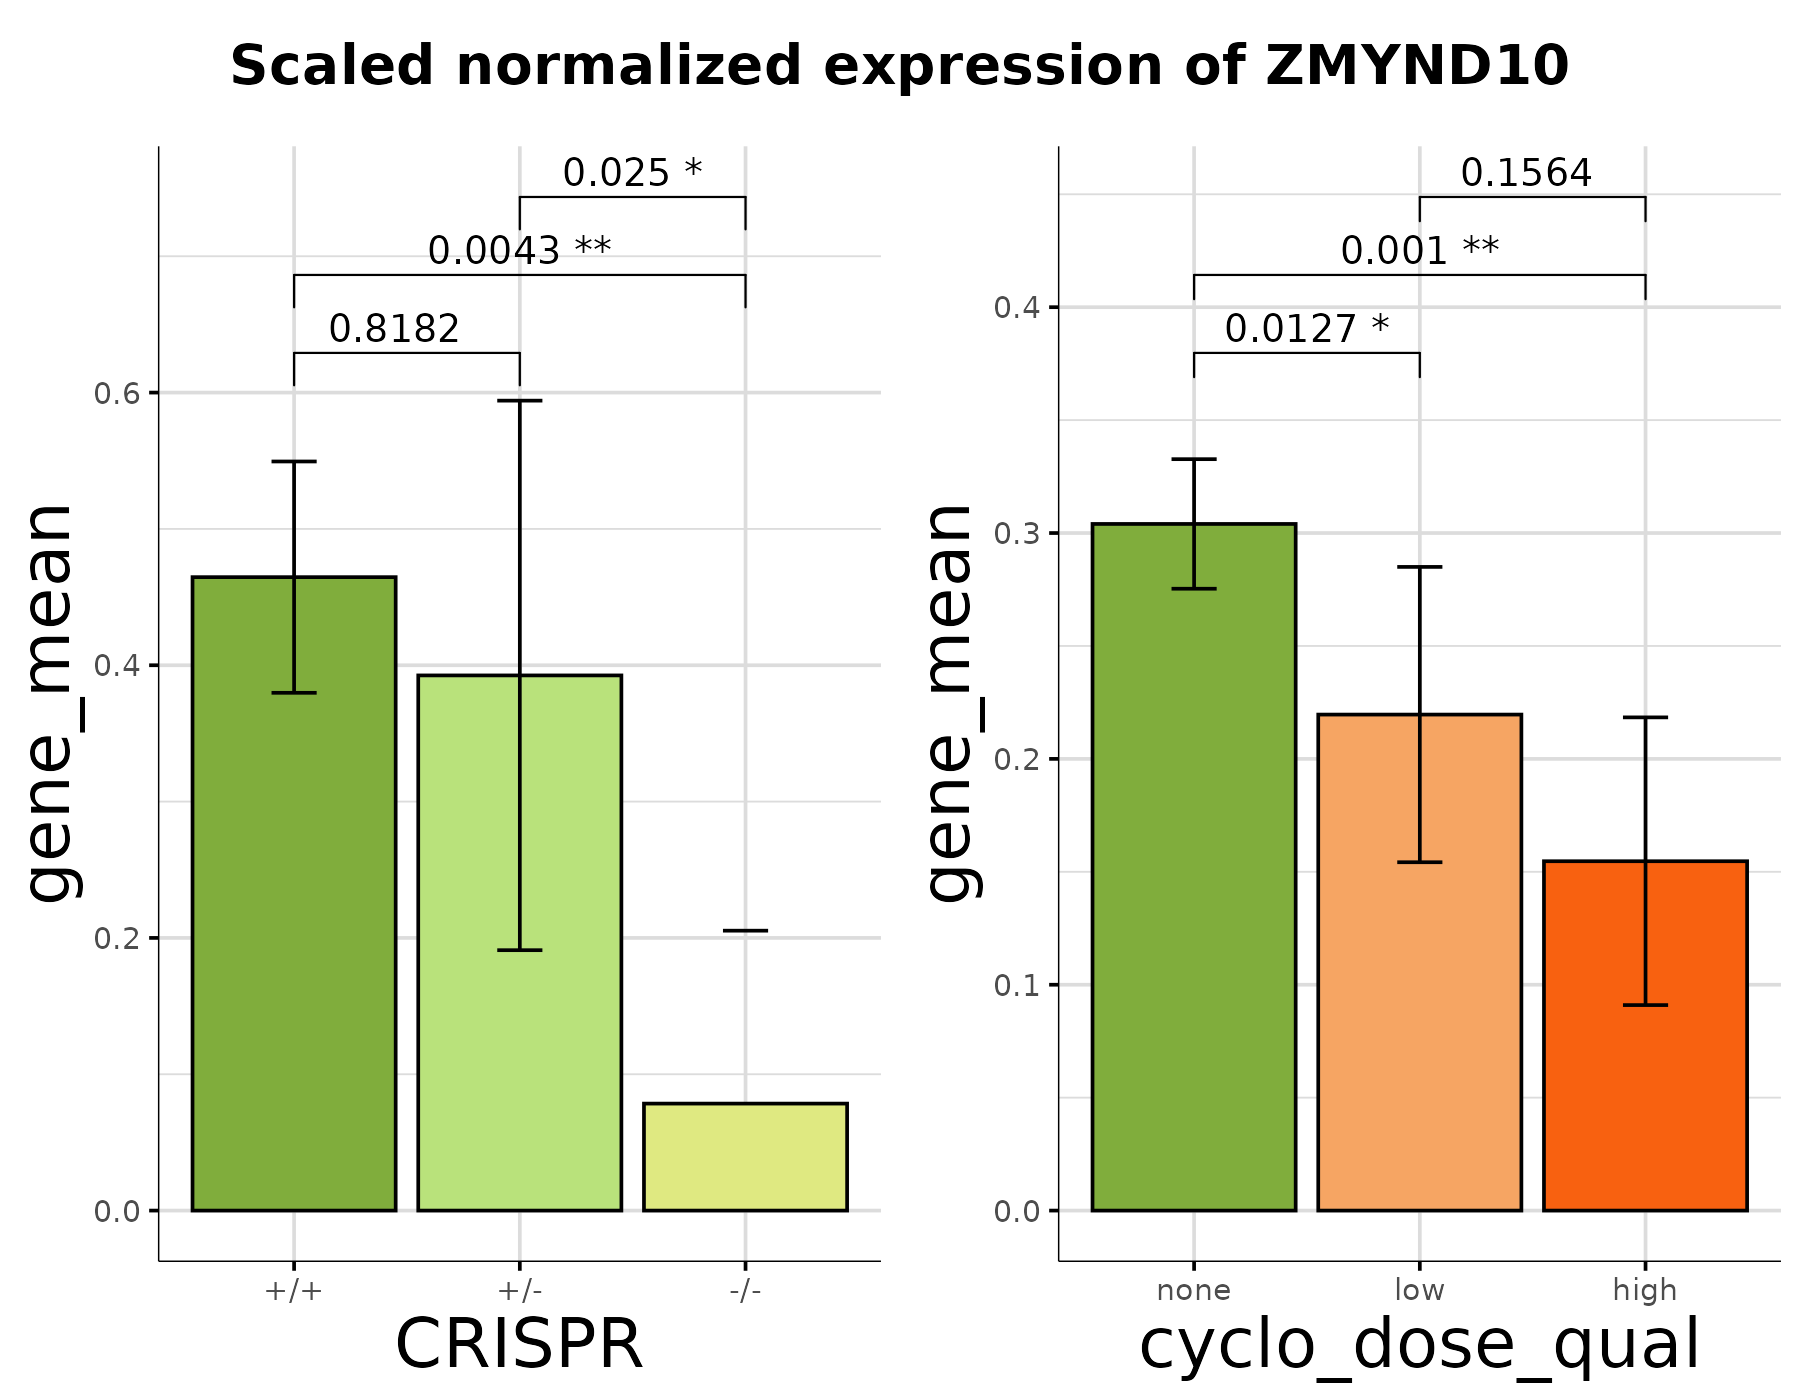 Scaled normalized expression of ZMYND10
gene_mean
0.6
0.4
0.2
0.0
0.025 *
0.0043 **
0.8182
+/+
+/-
-/-
CRISPR
gene_mean
0.4
0.3
0.2
0.1
0.0
0.1564
0.001 **
0.0127 *
none
low
high
cyclo_dose_qual